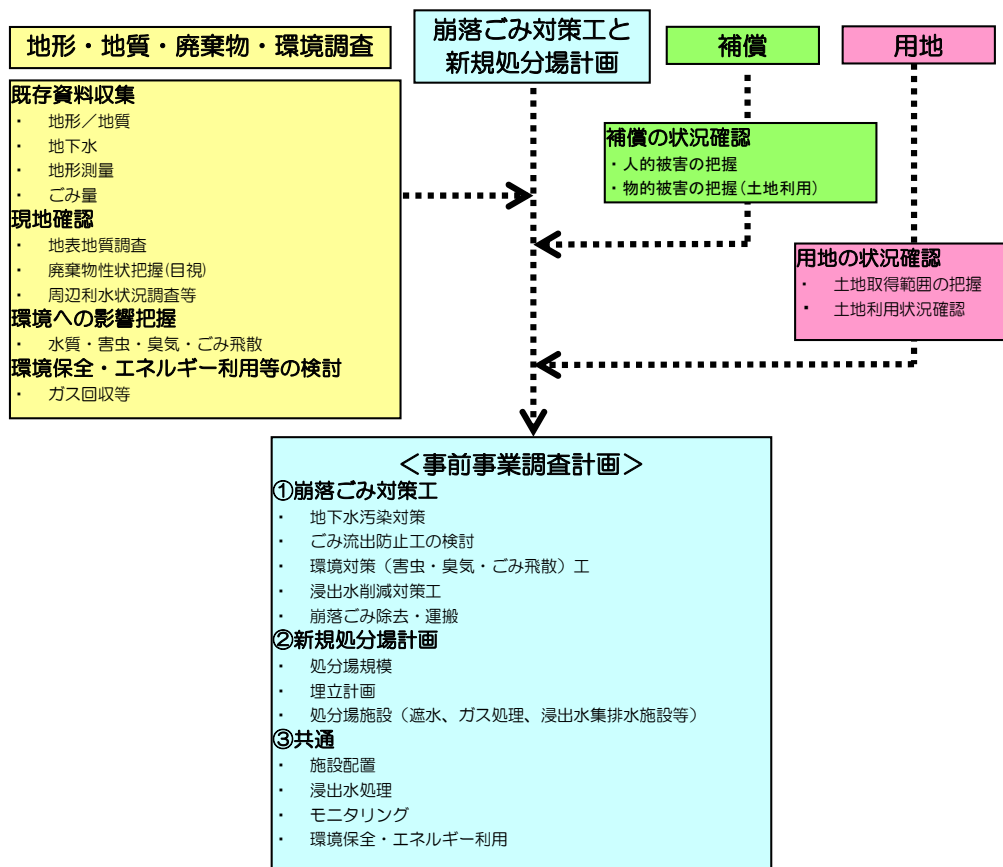 地形・地質・廃棄物・環境調査
崩落ごみ対策工と
新規処分場計画
補償
用地
既存資料収集
・ 地形／地質
・ 地下水
・ 地形測量
・ ごみ量
現地確認
・ 地表地質調査
・ 廃棄物性状把握(目視)
・ 周辺利水状況調査等
環境への影響把握
・ 水質・害虫・臭気・ごみ飛散
環境保全・エネルギー利用等の検討
・ ガス回収等
補償の状況確認
・人的被害の把握
・物的被害の把握(土地利用)
用地の状況確認
・ 土地取得範囲の把握
・ 土地利用状況確認
＜事前事業調査計画＞
①崩落ごみ対策工
・ 地下水汚染対策
・ ごみ流出防止工の検討
・ 環境対策（害虫・臭気・ごみ飛散）工
・ 浸出水削減対策工
・ 崩落ごみ除去・運搬
②新規処分場計画
・ 処分場規模
・ 埋立計画
・ 処分場施設（遮水、ガス処理、浸出水集排水施設等）
③共通
・ 施設配置
・ 浸出水処理
・ モニタリング
・ 環境保全・エネルギー利用